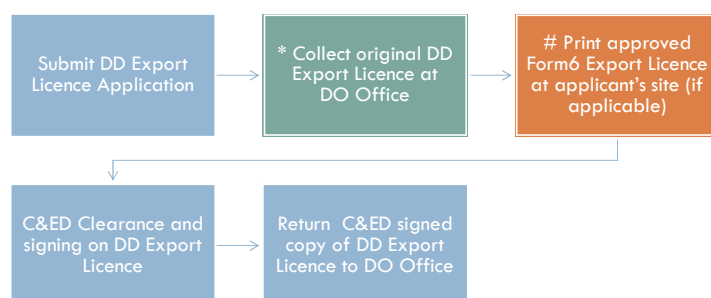 Submit DD Export
Licence Application
* Collect original DD
Export Licence at
DO Office
# Print approved
Form6 Export Licence
at applicant's site (if
applicable)
C&ED Clearance and
signing on DD Export
Licence
Return  C&ED signed
copy of DD Export
Licence to DO Office